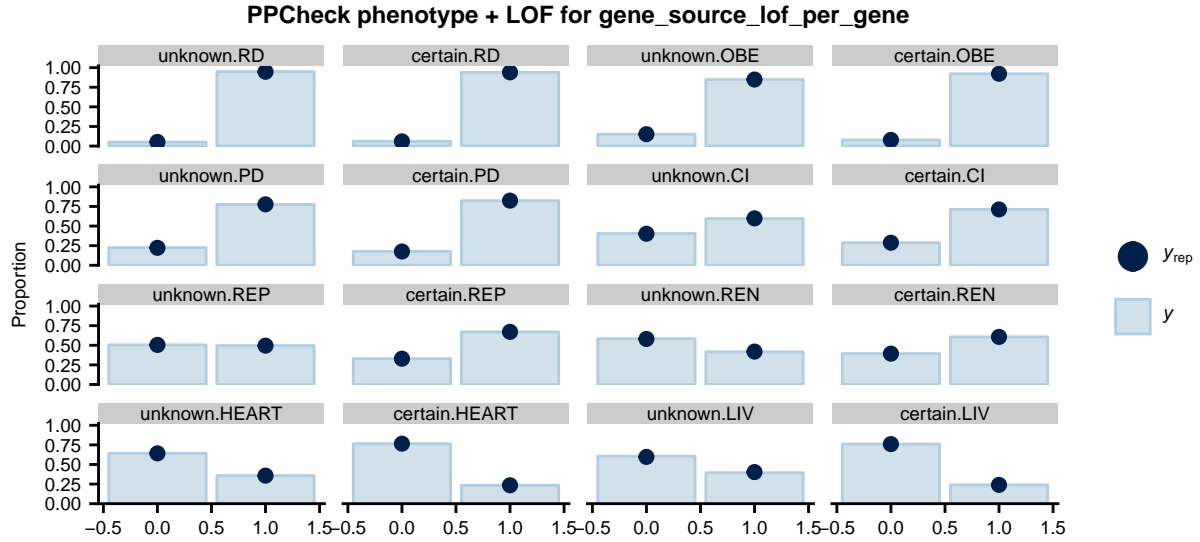 PPCheck phenotype + LOF for gene_source_lof_per_gene
unknown.RD certain.RD unknown.OBE certain.OBE
1.00
0.75
0.50
0.25
0.00
unknown.PD certain.PD unknown.CI certain.CI
1.00
0.75
0.50
0.25
0.00
unknown.REP certain.REP unknown.REN certain.REN
1.00
0.75
0.50
0.25
0.00
unknown.HEART certain.HEART unknown.LIV certain.LIV
1.00
0.75
0.50
0.25
0.00
−0.5 0.0 0.5 1.0 1.5 −0.5 0.0 0.5 1.0 1.5 −0.5 0.0 0.5 1.0 1.5 −0.5 0.0 0.5 1.0 1.5
Proportion
yrep
y